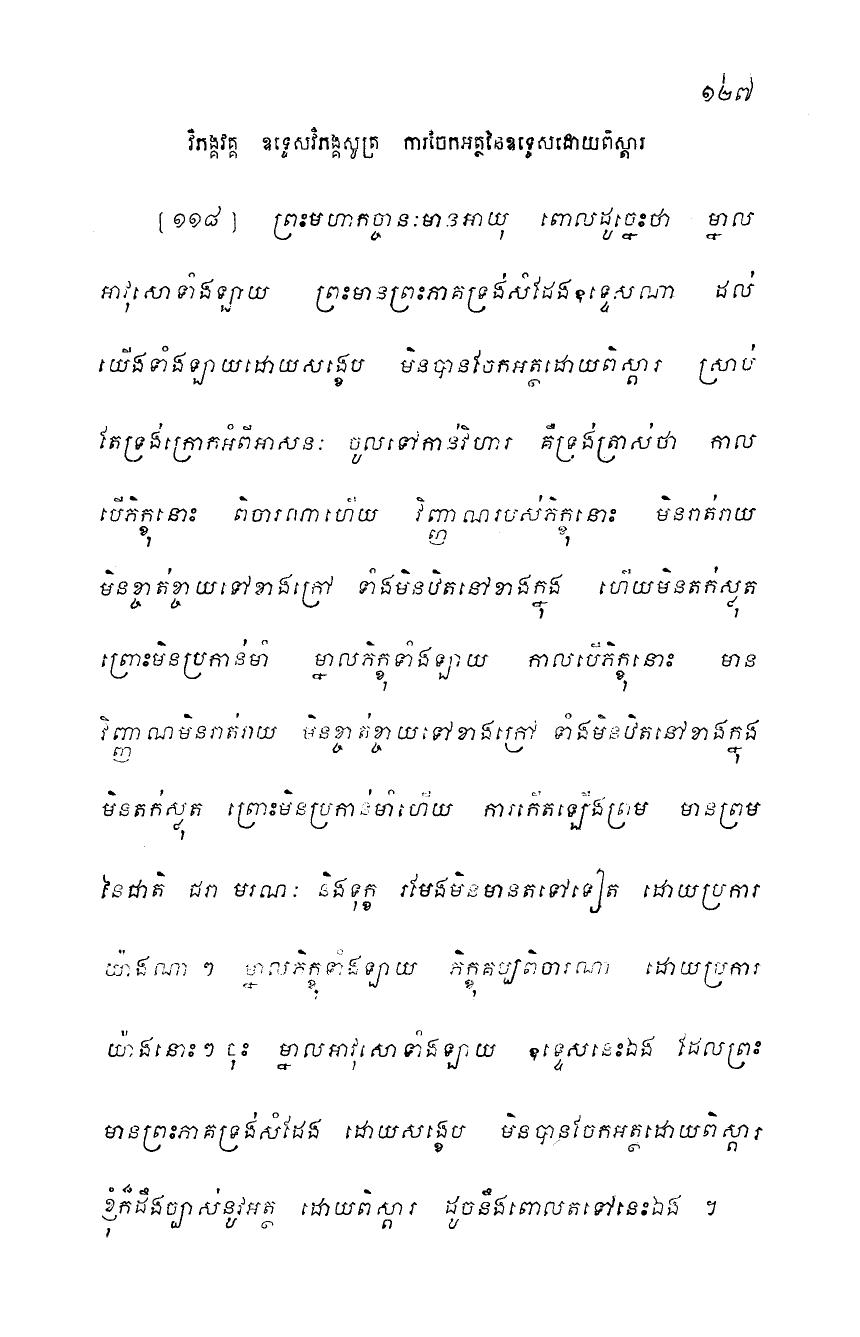 ១២៧
វិភង្គវគ្គ ឧទ្ទេសវិភង្គសូត្រ ការចែកអត្ថនៃឧទ្ទេសដោយពិស្តារ
[១១៨] ព្រះមហាកច្ចានៈមានអាយុ ពោលដូច្នេះថា ម្នាល
អាវុសោទាំងឡាយ ព្រះមានព្រះភាគទ្រង់សំដែងឧទ្ទេសណា ដល់
យើងទាំងឡាយដោយសង្ខេប មិនបានចែកអត្ថដោយពិស្តារ ស្រាប់
តែទ្រង់ក្រោកអំពីអាសនៈ ចូលទៅកាន់វិហារ គឺទ្រង់ត្រាស់ថា កាល
បើភិក្ខុនោះ ពិចារណាហើយ វិញ្ញាណរបស់ភិក្ខុនោះ មិនរាត់រាយ
មិនខ្ចាត់ខ្ចាយទៅខាងក្រៅ ទាំងមិនឋិតនៅខាងក្នុង ហើយមិនតក់ស្លុត
ព្រោះមិនប្រកាន់មាំ ម្នាលភិក្ខុទាំងឡាយ កាលបើភិក្ខុនោះ មាន
វិញ្ញាណមិនរាត់រាយ មិនខ្ចាត់ខ្ចាយទៅខាងក្រៅ ទាំងមិនឋិតនៅខាងក្នុង
មិនតក់ស្លុត ព្រោះមិនប្រកាន់មាំហើយ ការកើតឡើងព្រម មានព្រម
នៃជាតិ ជរា មរណៈ និងទុក្ខ រមែងមិនមានតទៅទៀត ដោយប្រការ
យ៉ាងណា ៗ ម្នាលភិក្ខុទាំងឡាយ ភិក្ខុគប្បីពិចារណា ដោយប្រការ
យ៉ាងនោះៗ ចុះ ម្នាលអាវុសោទាំងឡាយ ឧទ្ទេសនេះឯង ដែលព្រះ
មានព្រះភាគទ្រង់សំដែង ដោយសង្ខេប មិនបានចែកអត្ថដោយពិស្តារ
ខ្ញុំក៏ដឹងច្បាស់នូវអត្ថ ដោយពិស្តារ ដូចនឹងពោលតទៅនេះឯង ។